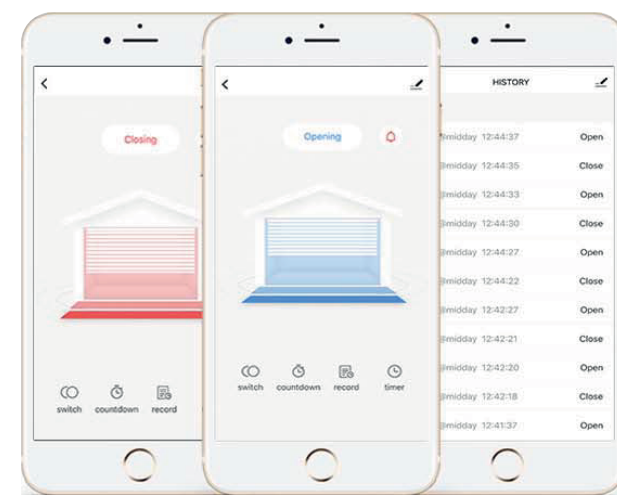 Closing
switch countdown record
Opening
switch countdown record timer
HISTORY
midday 12:44:37 Open
midday 12:44:35 Close
midday 12:44:33 Open
midday 12:44:30 Close
midday 12:44:27 Open
midday 12:44:22 Close
midday 12:42:27 Open
midday 12:42:21 Close
midday 12:42:20 Open
midday 12:42:18 Close
midday 12:41:37 Open